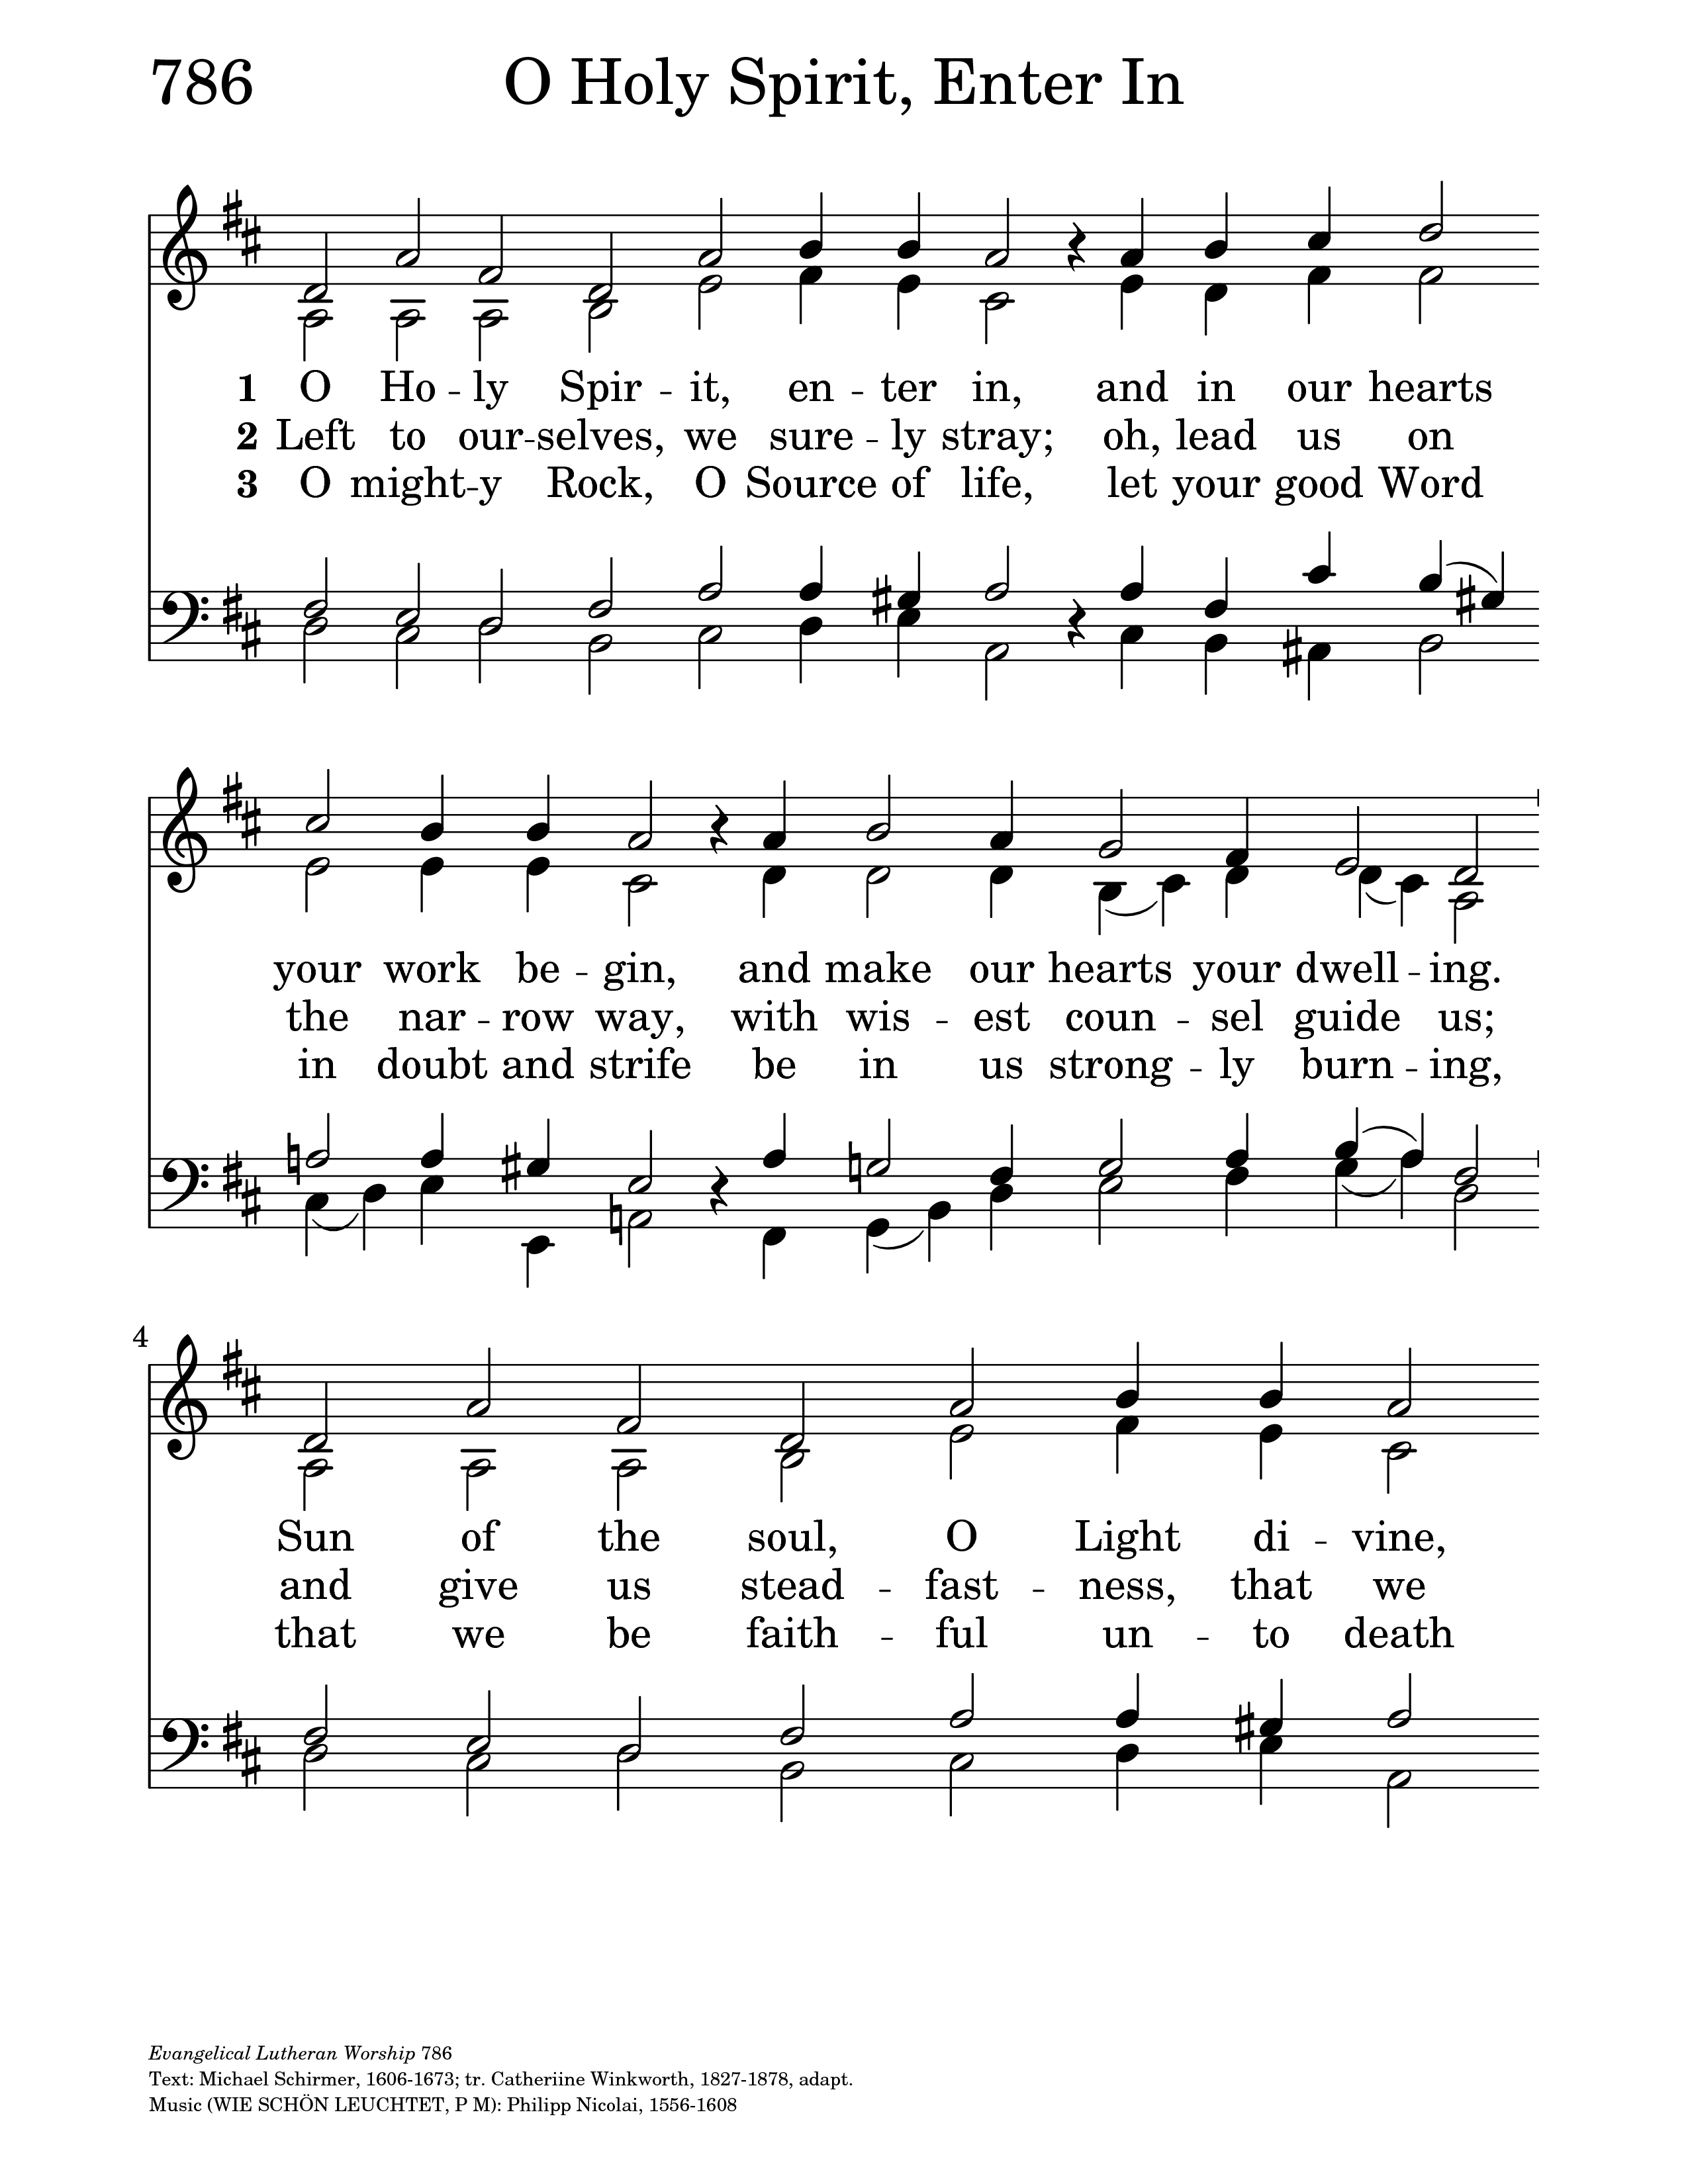 786 O Holy Spirit, Enter In
1 O Ho - ly Spir - it, en - ter in, and in our hearts
2 Left to our - selves, we sure - ly stray; oh, lead us on
3 O might - y Rock, O Source of life, let your good Word
your work be - gin, and make our hearts your dwell - ing.
the nar - row way, with wis - est coun - sel guide us;
in doubt and strife be in us strong - ly burn - ing,
4
Sun of the soul, O Light di - vine,
and give us stead - fast - ness, that we
that we be faith - ful un - to death
Evangelical Lutheran Worship 786
Text: Michael Schirmer, 1606-1673; tr. Catheriine Winkworth, 1827-1878, adapt.
Music (WIE SCHÖN LEUCHTET, P M): Philipp Nicolai, 1556-1608